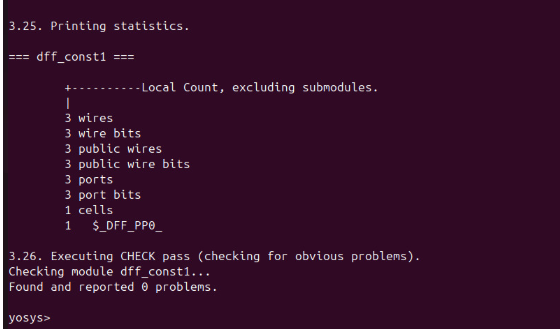 3.25. Printing statistics.
=== dff_const1 ===
+----------Local Count, excluding submodules.
|
3 wires
3 wire bits
3 public wires
3 public wire bits
3 ports
3 port bits
1 cells
1   $_DFF_PP0_
3.26. Executing CHECK pass (checking for obvious problems).
Checking module dff_const1...
Found and reported 0 problems.
yosys>